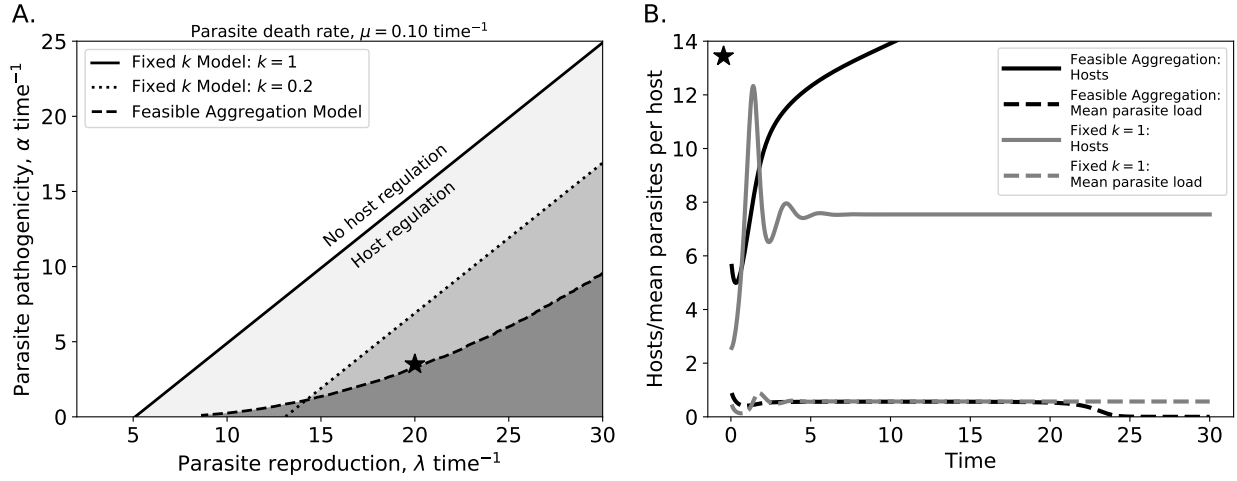 A.
Parasite death rate, μ = 0.10 time⁻¹
Fixed k Model: k = 1
Fixed k Model: k = 0.2
Feasible Aggregation Model
No host regulation
Host regulation
25
20
15
10
5
0
Parasite pathogenicity, α time⁻¹
5
10
15
20
25
30
Parasite reproduction, λ time⁻¹
B.
Feasible Aggregation:
Hosts
Feasible Aggregation:
Mean parasite load
Fixed k = 1:
Hosts
Fixed k = 1:
Mean parasite load
14
12
10
8
6
4
2
0
Hosts/mean parasites per host
0
5
10
15
20
25
30
Time